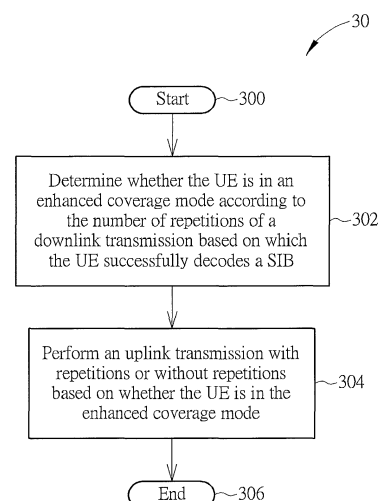 30
Start
300
Determine whether the UE is in an
enhanced coverage mode according to
the number of repetitions of a
downlink transmission based on which
the UE successfully decodes a SIB
302
Perform an uplink transmission with
repetitions or without repetitions
based on whether the UE is in the
enhanced coverage mode
304
End
306